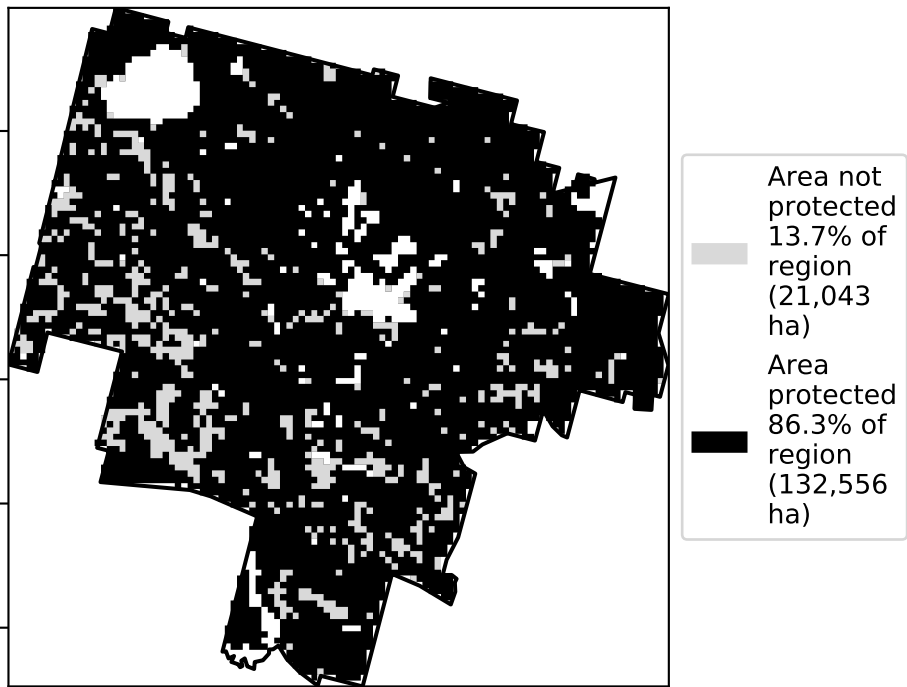 Area not
protected
13.7% of
region
(21,043
ha)
Area
protected
86.3% of
region
(132,556
ha)